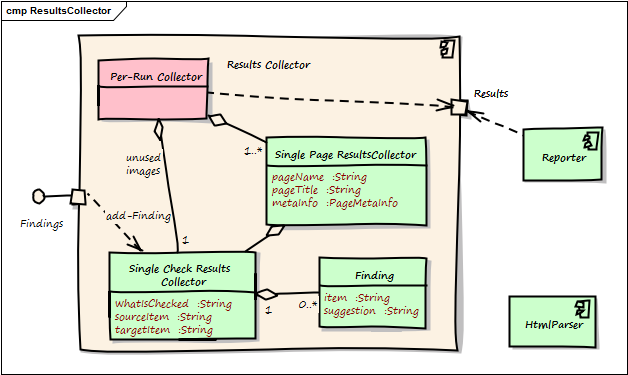 cmp ResultsCollector
Results Collector
Per-Run Collector
Results
unused
images
1..*
Single Page ResultsCollector
pageName :String
pageTitle :String
metaInfo :PageMetaInfo
Reporter
Findings
add-Finding
1
Single Check Results
Collector
whatIsChecked :String
sourceItem :String
targetItem :String
1
0..*
Finding
item :String
suggestion :String
HtmlParser